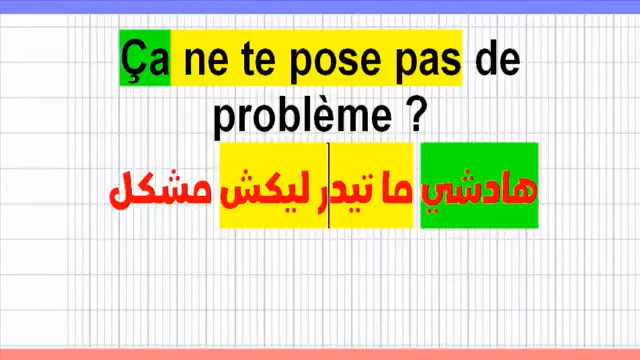 Ça ne te pose pas de
problème ?
هادشي ما تيدر ليكش مشكل